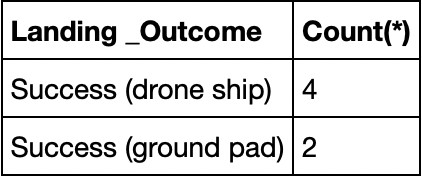 Landing _Outcome Count(*)
Success (drone ship) 4
Success (ground pad) 2